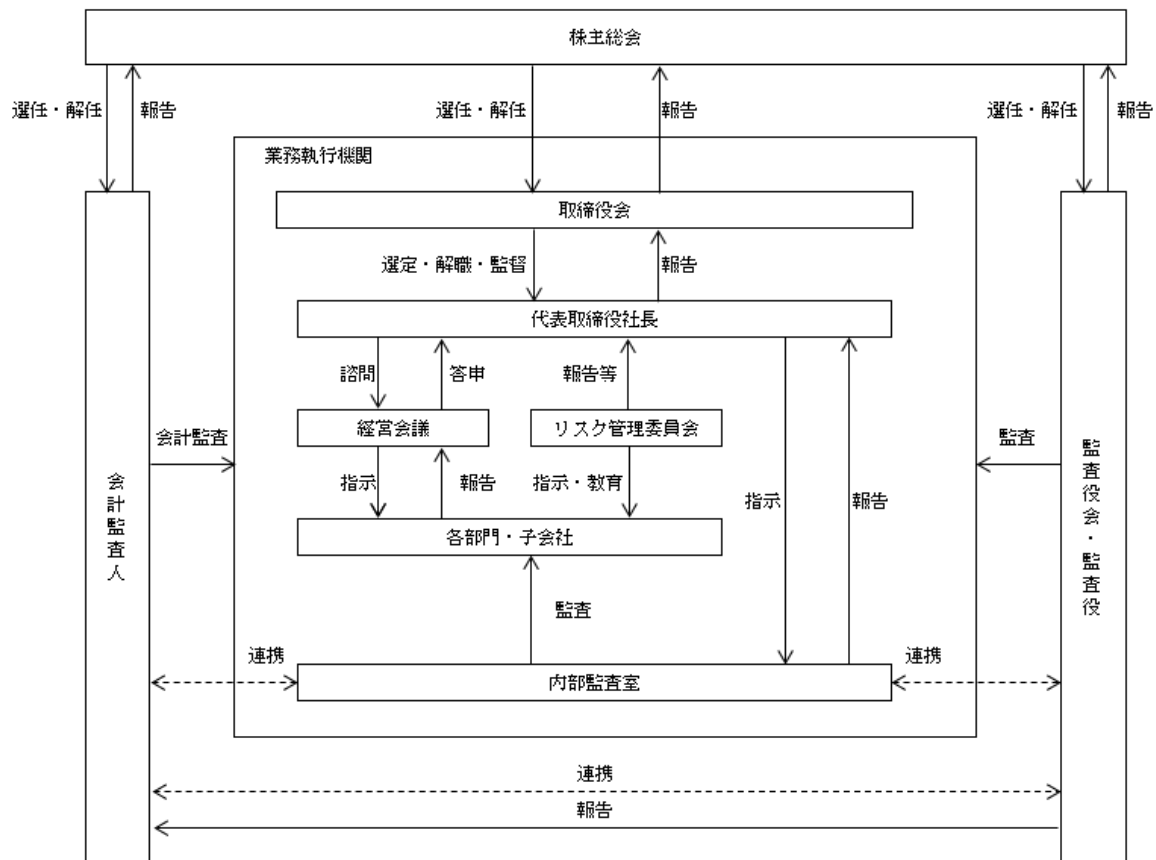 株主総会
選任・解任
報告
選任・解任
報告
選任・解任
報告
業務執行機関
取締役会
選定・解職・監督
報告
代表取締役社長
諮問
答申
報告等
経営会議
リスク管理委員会
会計監査
監査
指示
報告
指示・教育
指示
報告
各部門・子会社
会計監査人
監査役会・監査役
監査
連携
連携
内部監査室
連携
報告